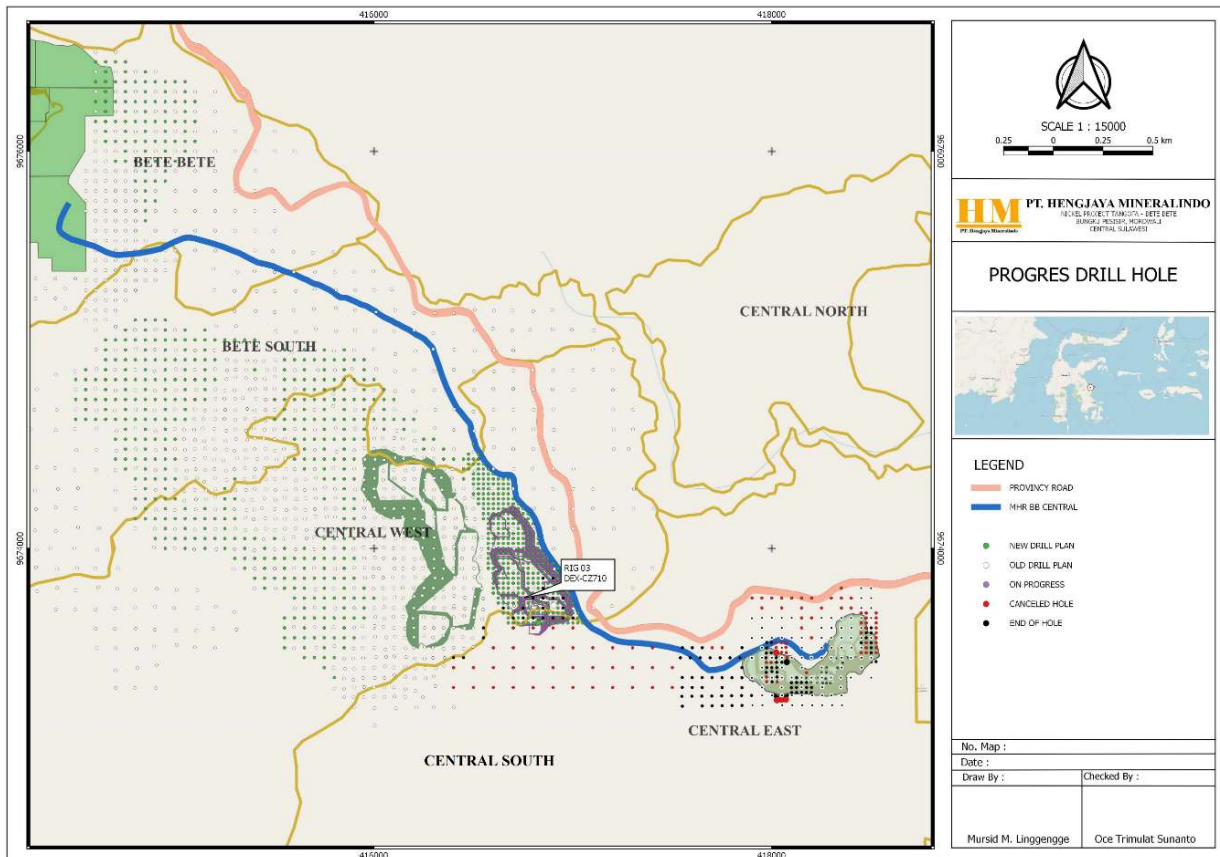 416000
418000
9676000
9676000
9674000
9674000
BETE-BETE
CENTRAL NORTH
BETE SOUTH
CENTRAL WEST
RIG 03
DEX-CZ710
CENTRAL EAST
CENTRAL SOUTH
416000
418000
SCALE 1 : 15000
0.25 0 0.25 0.5 km
HM
PT. Hengjaya Mineralindo
PT. HENGJAYA MINERALINDO
NICKEL PROJECT TANGOFA - BETE BETE
BUNGKU PESISIR, MOROWALI
CENTRAL SULAWESI
PROGRES DRILL HOLE
LEGEND
PROVINCY ROAD
MHR BB CENTRAL
NEW DRILL PLAN
OLD DRILL PLAN
ON PROGRESS
CANCELED HOLE
END OF HOLE
No. Map :
Date :
Draw By :
Checked By :
Mursid M. Linggengge
Oce Trimulat Sunanto